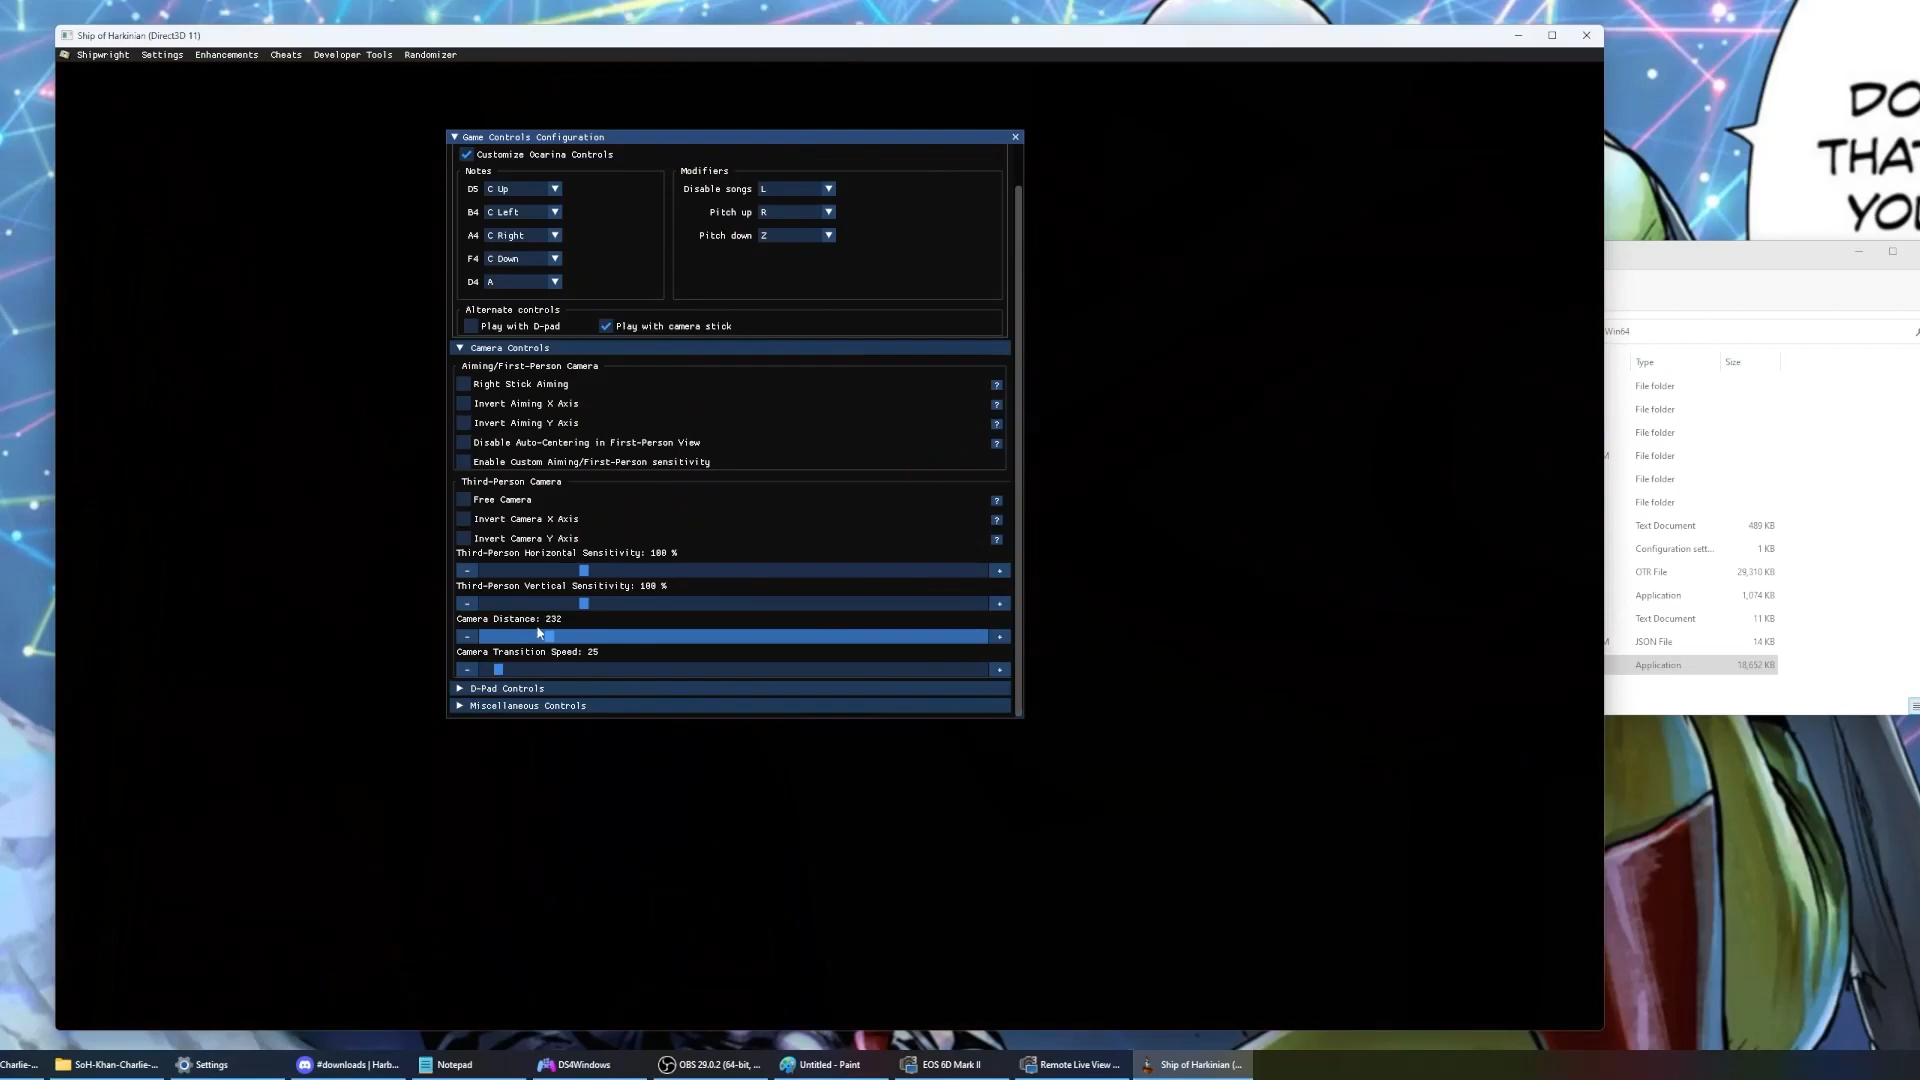 Ship of Harkinian (Direct3D 11)
Shipwright Settings Enhancements Cheats Developer Tools Randomizer
DO
THA
YO
Game Controls Configuration
Customize Ocarina Controls
Notes
Modifiers
D5 C Up
Disable songs L
B4 C Left
Pitch up R
A4 C Right
Pitch down Z
F4 C Down
D4 A
Alternate controls
Play with D-pad
Play with camera stick
Camera Controls
Aiming/First-Person Camera
Right Stick Aiming ?
Invert Aiming X Axis ?
Invert Aiming Y Axis ?
Disable Auto-Centering in First-Person View ?
Enable Custom Aiming/First-Person sensitivity
Third-Person Camera
Free Camera ?
Invert Camera X Axis ?
Invert Camera Y Axis ?
Third-Person Horizontal Sensitivity: 100 %
- +
Third-Person Vertical Sensitivity: 100 %
- +
Camera Distance: 232
- +
Camera Transition Speed: 25
- +
D-Pad Controls
Miscellaneous Controls
Win64
Type Size
File folder
File folder
File folder
M File folder
File folder
File folder
Text Document 489 KB
Configuration sett... 1 KB
OTR File 29,310 KB
Application 1,074 KB
Text Document 11 KB
M JSON File 14 KB
Application 18,652 KB
Charlie-... SoH-Khan-Charlie-... Settings #downloads | Harb... Notepad DS4Windows OBS 29.0.2 (64-bit, ... Untitled - Paint EOS 6D Mark II Remote Live View ... Ship of Harkinian (...